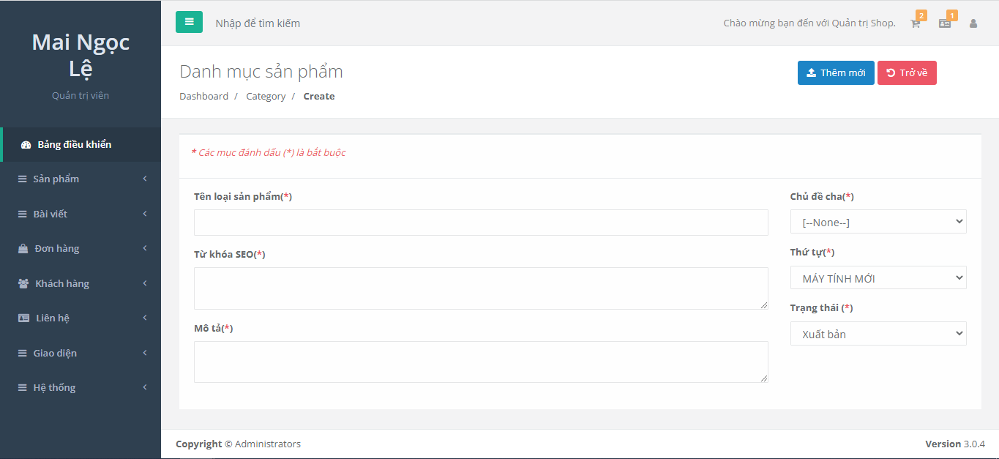 Mai Ngọc
Lệ
Quản trị viên
Bảng điều khiển
Sản phẩm
Bài viết
Đơn hàng
Khách hàng
Liên hệ
Giao diện
Hệ thống
Nhập để tìm kiếm
Chào mừng bạn đến với Quản trị Shop.
2
1
Danh mục sản phẩm
Dashboard / Category / Create
Thêm mới
Trở về
* Các mục đánh dấu (*) là bắt buộc
Tên loại sản phẩm(*)
Từ khóa SEO(*)
Mô tả(*)
Chủ đề cha(*)
[--None--]
Thứ tự(*)
MÁY TÍNH MỚI
Trạng thái (*)
Xuất bản
Copyright © Administrators
Version 3.0.4